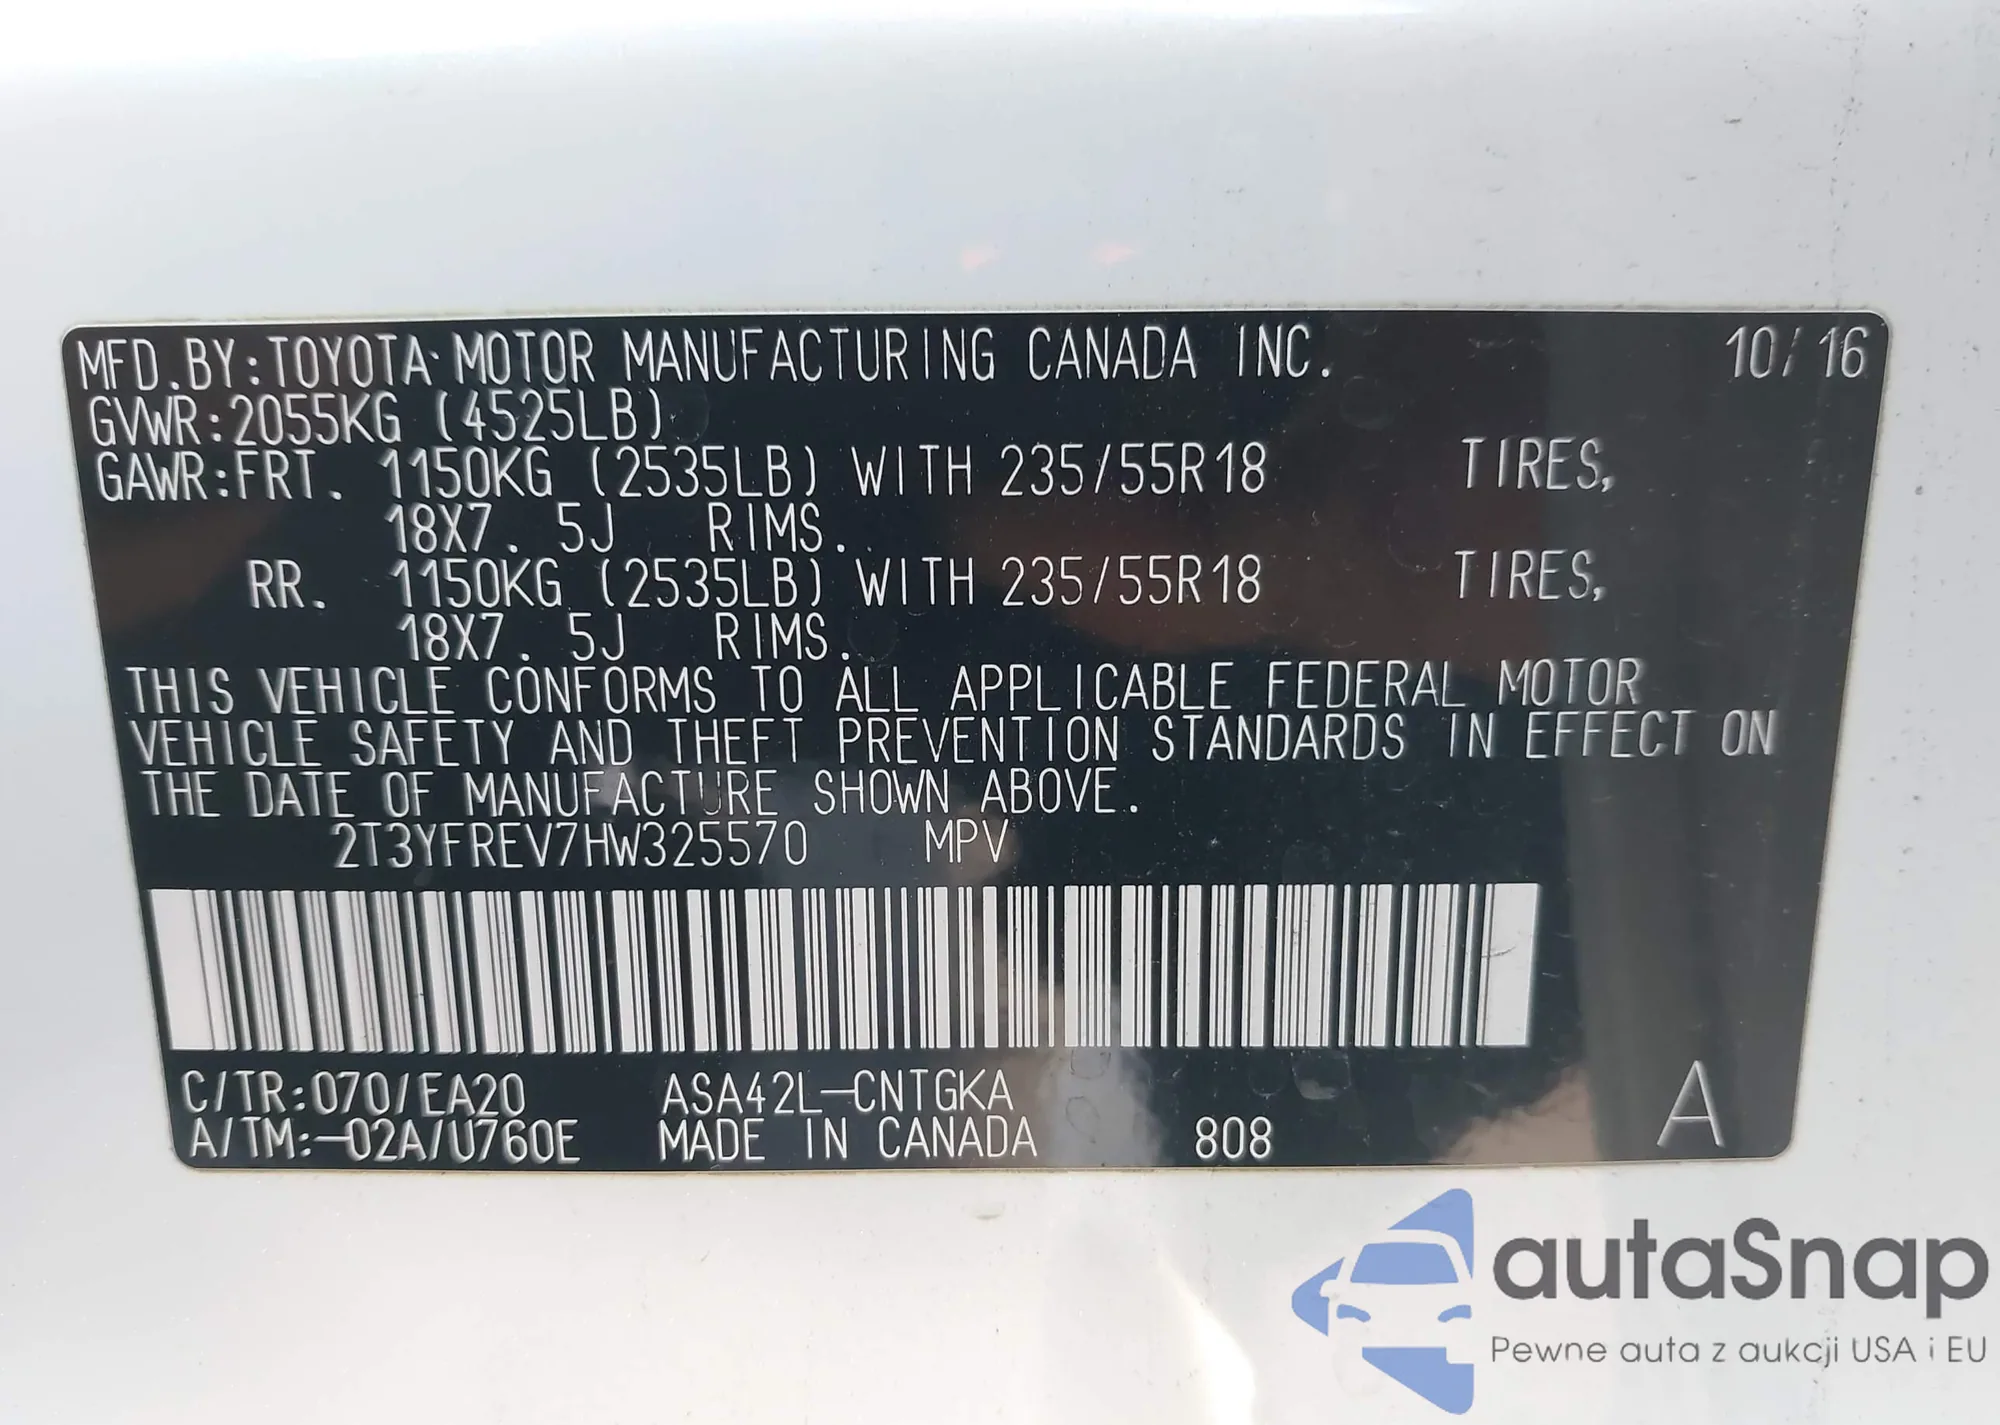 MFD.BY:TOYOTA MOTOR MANUFACTURING CANADA INC. 10/16
GVWR:2055KG (4525LB)
GAWR:FRT. 1150KG (2535LB) WITH 235/55R18 TIRES,
18X7.5J RIMS.
RR. 1150KG (2535LB) WITH 235/55R18 TIRES,
18X7.5J RIMS.
THIS VEHICLE CONFORMS TO ALL APPLICABLE FEDERAL MOTOR
VEHICLE SAFETY AND THEFT PREVENTION STANDARDS IN EFFECT ON
THE DATE OF MANUFACTURE SHOWN ABOVE.
2T3YFREV7HW325570 MPV
C/TR:070/EA20 ASA42L-CNTGKA A
A/TM:-02A/U760E MADE IN CANADA 808
autaSnap
Pewne auta z aukcji USA i EU